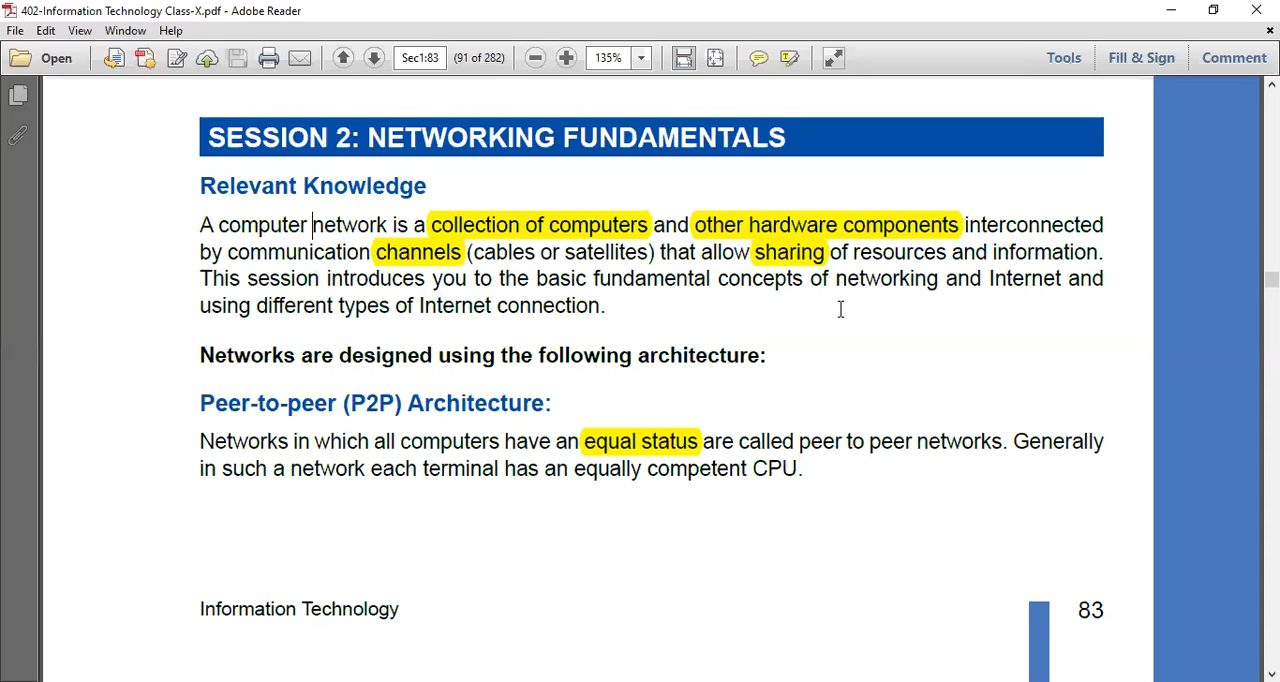 402-Information Technology Class-X.pdf - Adobe Reader
File Edit View Window Help
Open Sec1:83 (91 of 282) 135% Tools Fill & Sign Comment
SESSION 2: NETWORKING FUNDAMENTALS
Relevant Knowledge
A computer network is a collection of computers and other hardware components interconnected
by communication channels (cables or satellites) that allow sharing of resources and information.
This session introduces you to the basic fundamental concepts of networking and Internet and
using different types of Internet connection.
Networks are designed using the following architecture:
Peer-to-peer (P2P) Architecture:
Networks in which all computers have an equal status are called peer to peer networks. Generally
in such a network each terminal has an equally competent CPU.
Information Technology 83